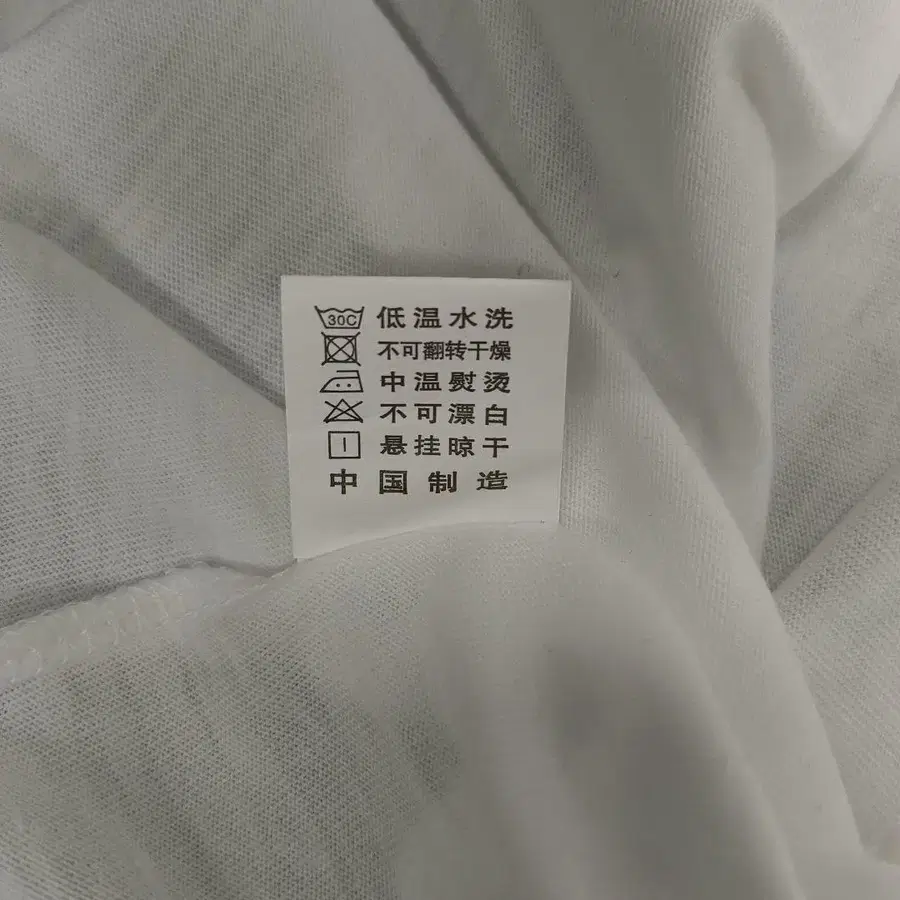 30C 低温水洗
不可翻转干燥
中温熨烫
不可漂白
悬挂晾干
中国制造